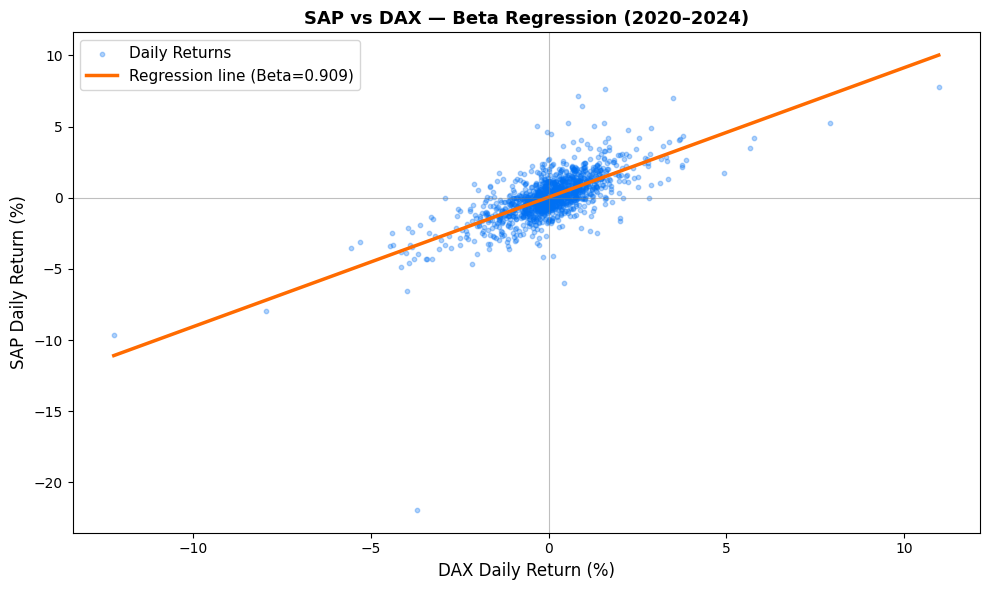 SAP vs DAX — Beta Regression (2020–2024)
Daily Returns
Regression line (Beta=0.909)
SAP Daily Return (%)
10
5
0
−5
−10
−15
−20
−10
−5
0
5
10
DAX Daily Return (%)